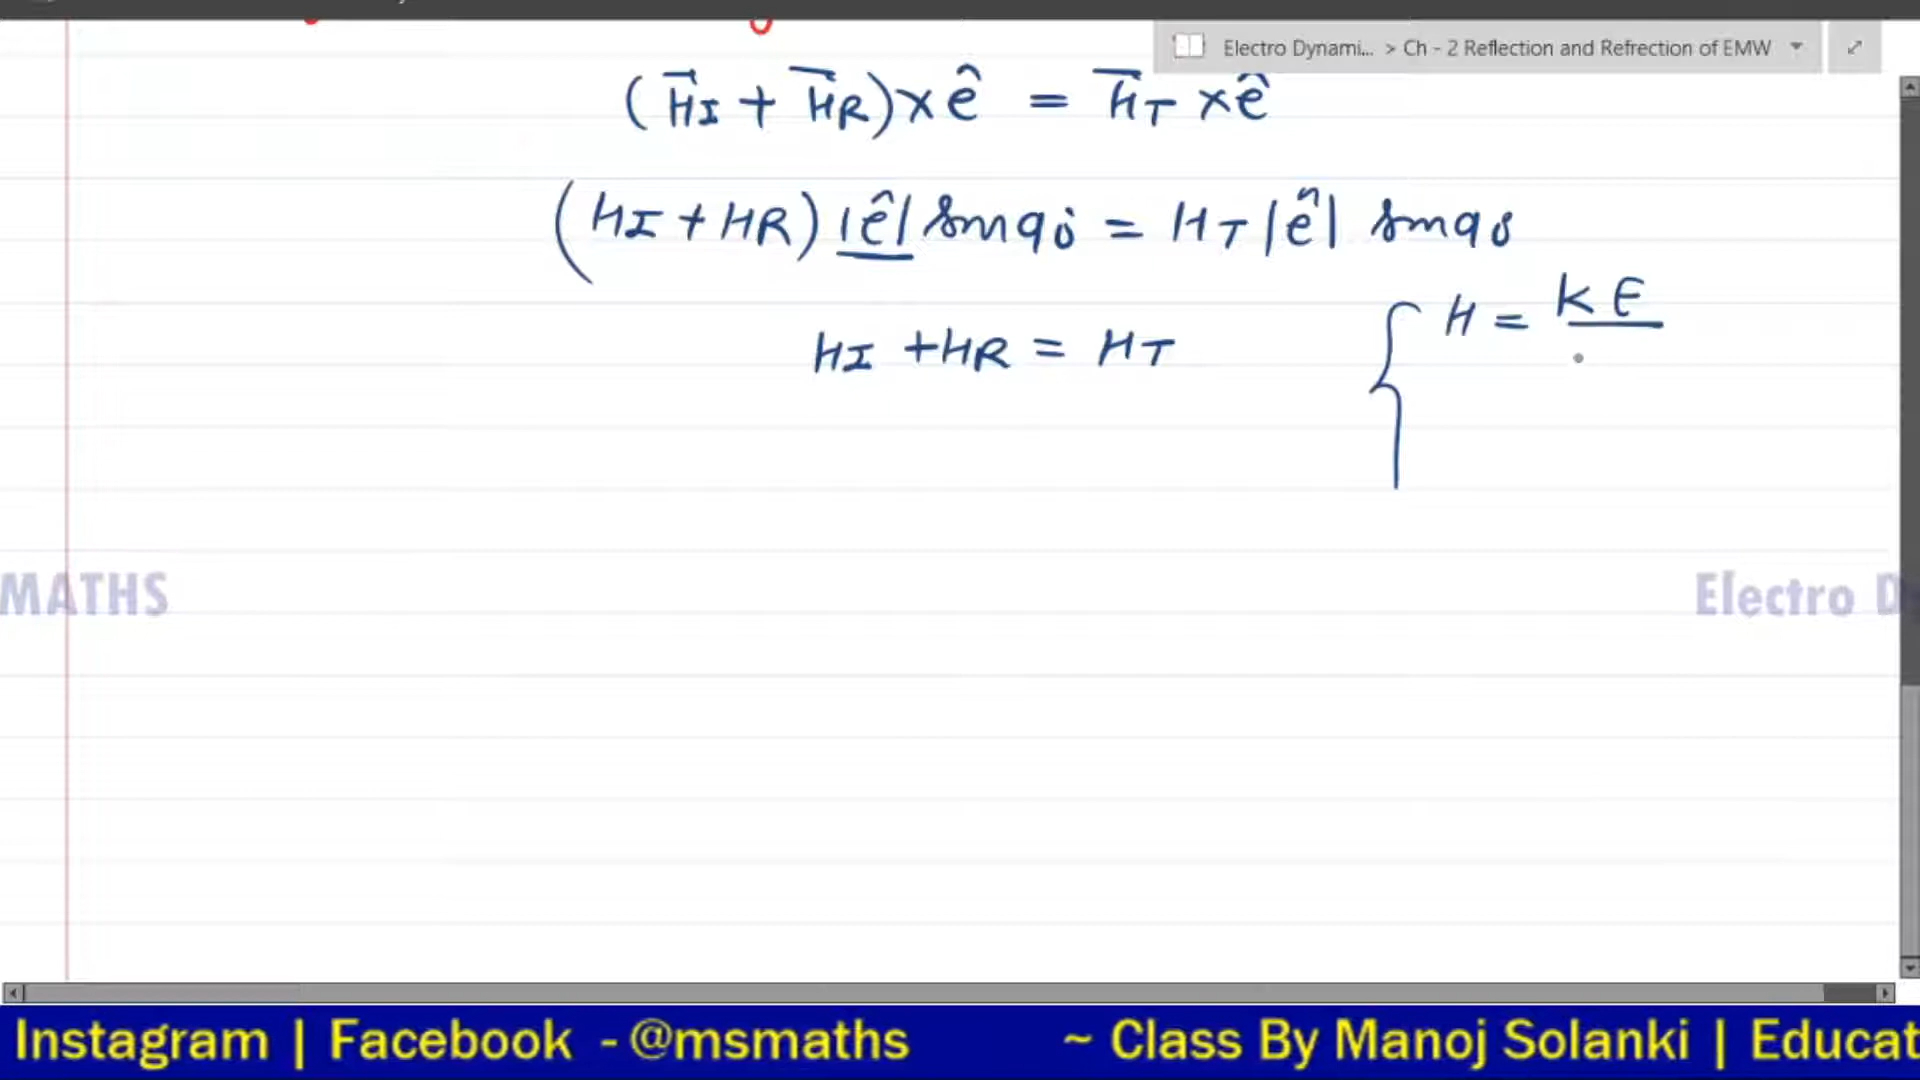 Electro Dynami... > Ch - 2 Reflection and Refrection of EMW
(H⃗I + H⃗R) × ê = H⃗T × ê
(HI + HR) |ê| sin90 = HT |ê| sin90
HI + HR = HT
{ H = KE
MATHS
Electro D
Instagram | Facebook - @msmaths ~ Class By Manoj Solanki | Educat